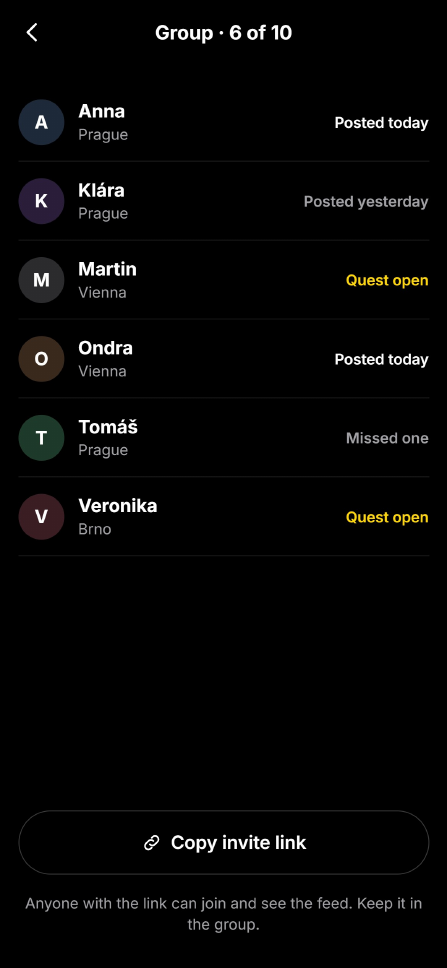 Group · 6 of 10
A
Anna
Prague
Posted today
K
Klára
Prague
Posted yesterday
M
Martin
Vienna
Quest open
O
Ondra
Vienna
Posted today
T
Tomáš
Prague
Missed one
V
Veronika
Brno
Quest open
Copy invite link
Anyone with the link can join and see the feed. Keep it in
the group.